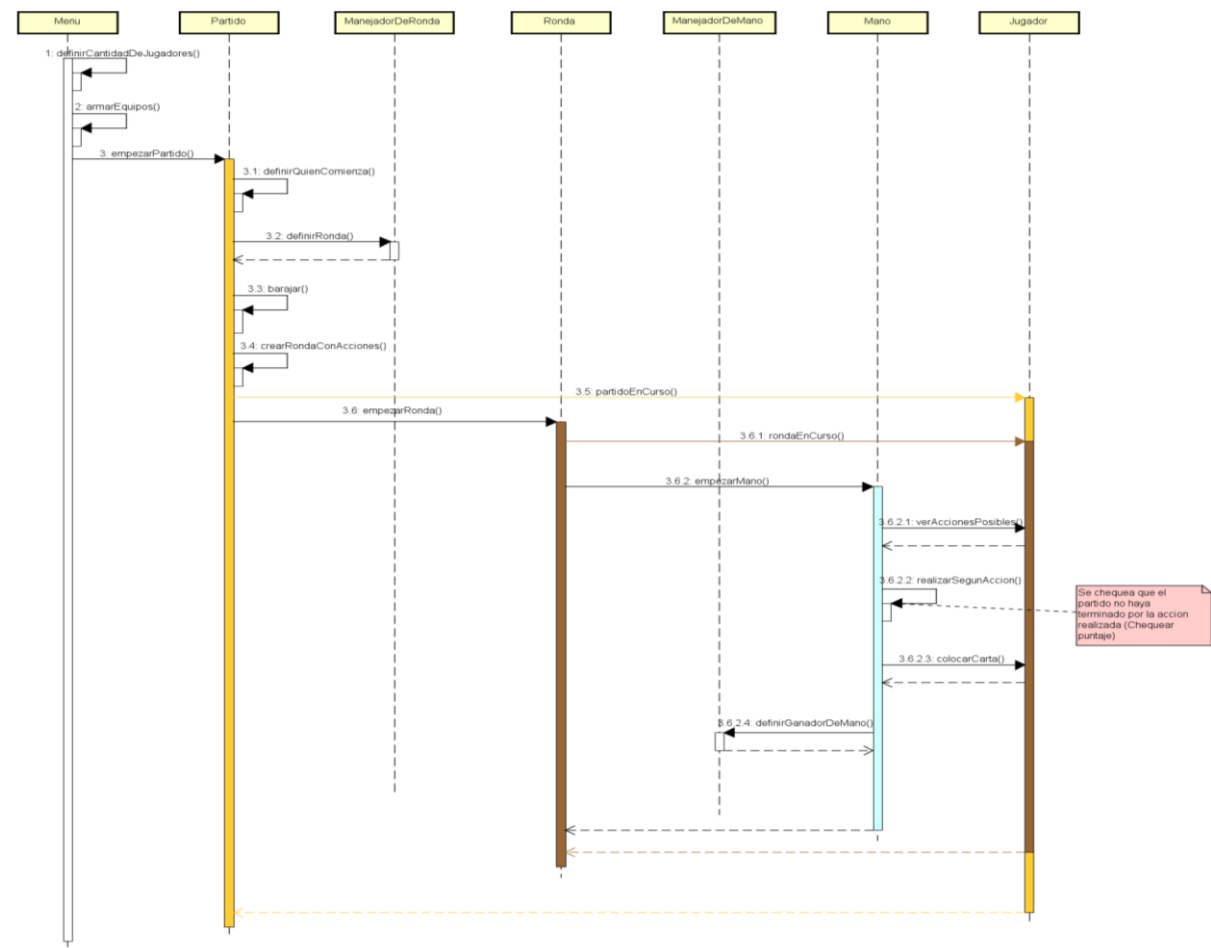 Menu
Partido
ManejadorDeRonda
Ronda
ManejadorDeMano
Mano
Jugador
1: definirCantidadDeJugadores()
2: armarEquipos()
3: empezarPartido()
3.1: definirQuienComienza()
3.2: definirRonda()
3.3: barajar()
3.4: crearRondaConAcciones()
3.5: partidoEnCurso()
3.6: empezarRonda()
3.6.1: rondaEnCurso()
3.6.2: empezarMano()
3.6.2.1: verAccionesPosibles()
3.6.2.2: realizarSegunAccion()
Se chequea que el
partido no haya
terminado por la accion
realizada (Chequear
puntaje)
3.6.2.3: colocarCarta()
3.6.2.4: definirGanadorDeMano()